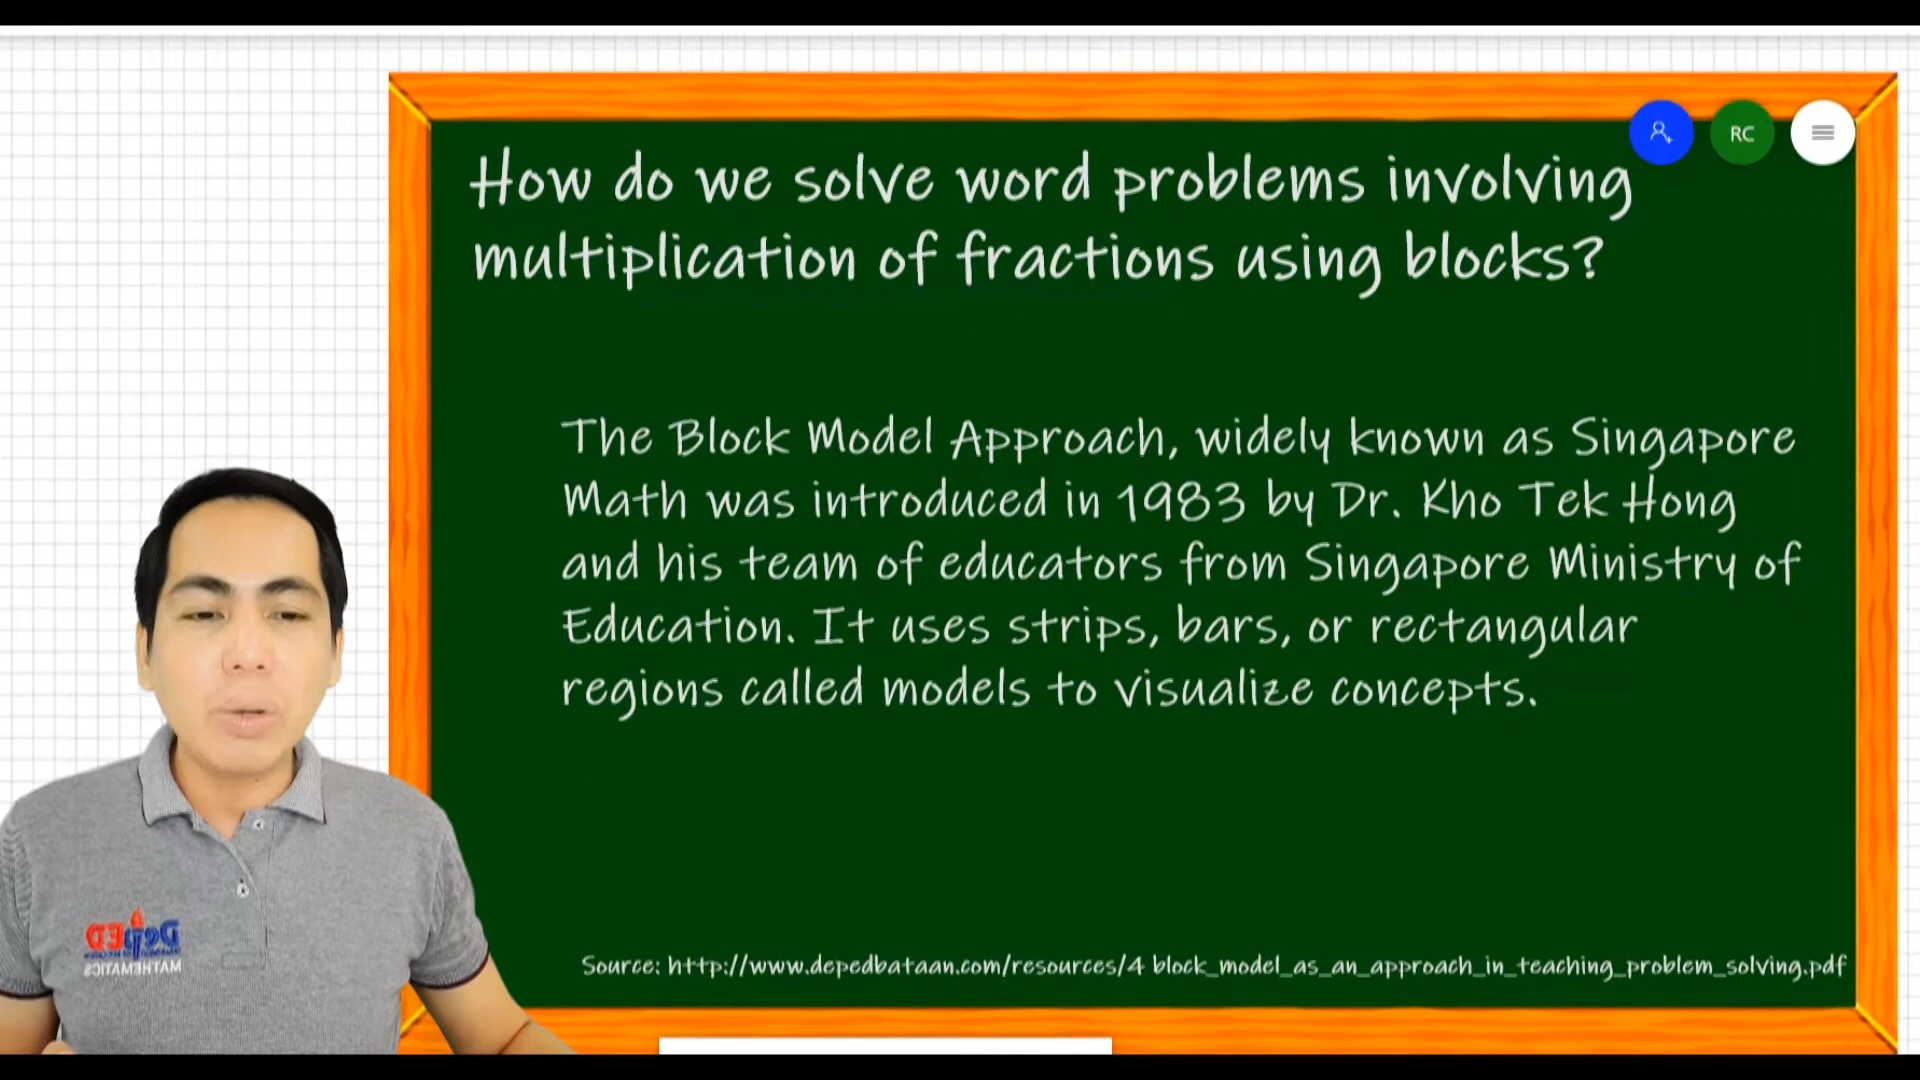 RC
How do we solve word problems involving
multiplication of fractions using blocks?
The Block Model Approach, widely known as Singapore
Math was introduced in 1983 by Dr. Kho Tek Hong
and his team of educators from Singapore Ministry of
Education. It uses strips, bars, or rectangular
regions called models to visualize concepts.
DepED
MATHEMATICS
Source: http://www.depedbataan.com/resources/4 block_model_as_an_approach_in_teaching_problem_solving.pdf